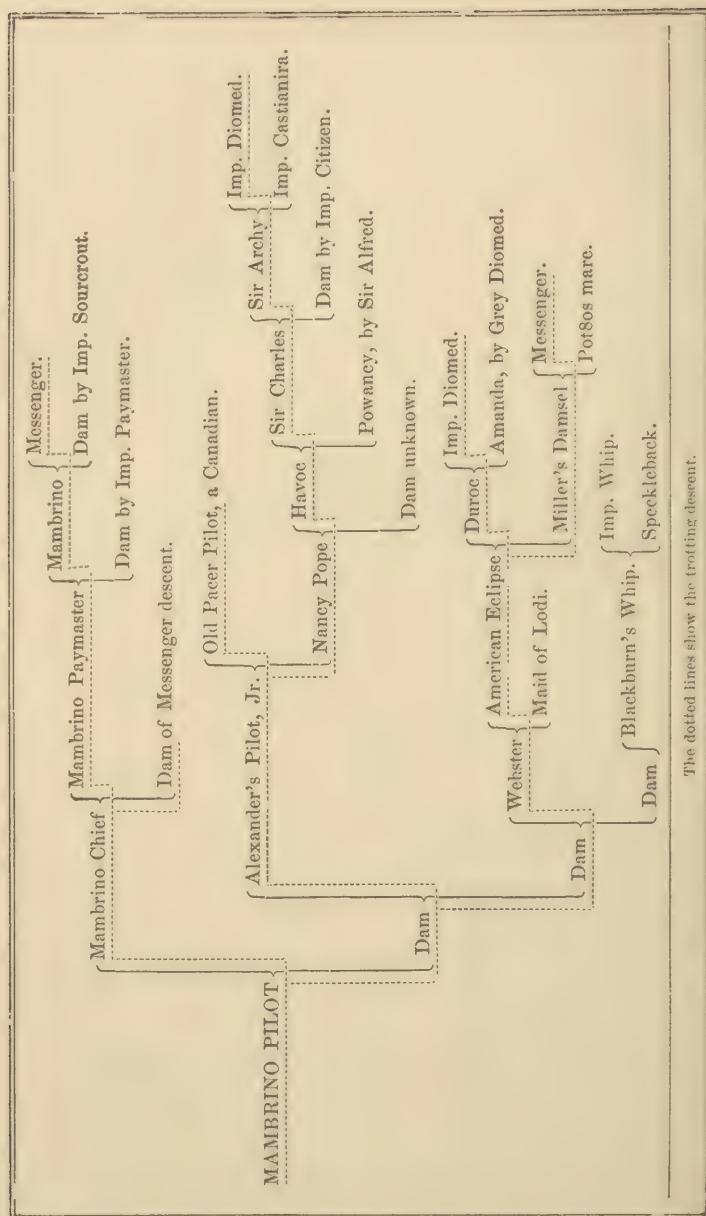 Messenger.
Mambrino
Dam by Imp. Sourcrout.
Mambrino Paymaster
Dam by Imp. Paymaster.
Mambrino Chief
Dam of Messenger descent.
MAMBRINO PILOT
Old Pacer Pilot, a Canadian.
Alexander's Pilot, Jr.
Imp. Diomed.
Sir Archy
Imp. Castianira.
Sir Charles
Dam by Imp. Citizen.
Havoc
Powancy, by Sir Alfred.
Nancy Pope
Dam unknown.
Dam
Imp. Diomed.
Duroc
Amanda, by Grey Diomed.
American Eclipse
Messenger.
Miller's Damsel
Pot8os mare.
Webster
Maid of Lodi.
Dam
Imp. Whip.
Blackburn's Whip.
Speckleback.
Dam
The dotted lines show the trotting descent.